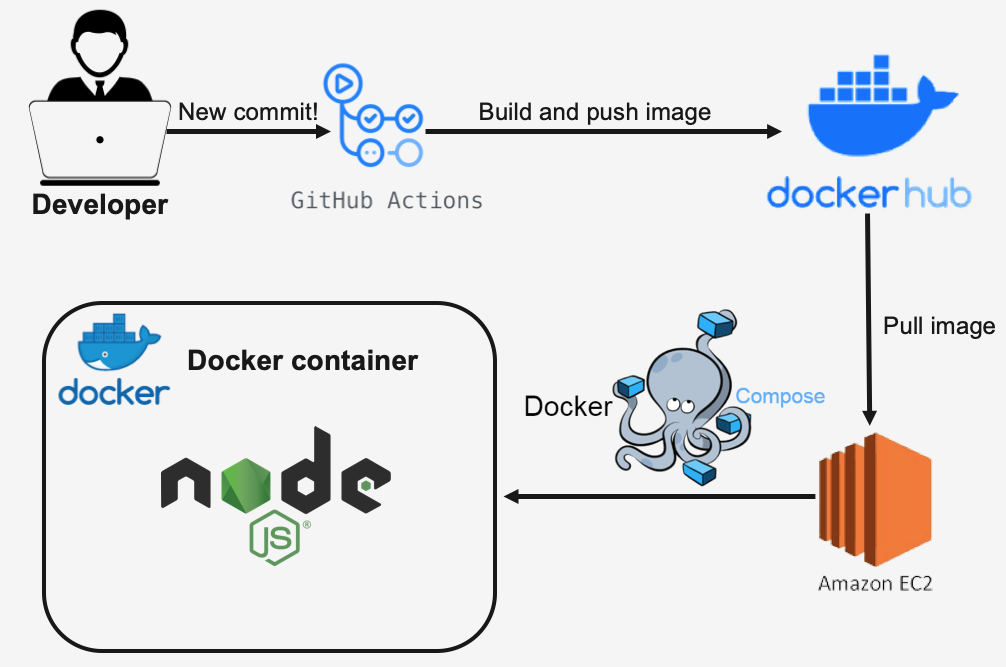 New commit!
Build and push image
Developer
GitHub Actions
docker hub
Pull image
docker
Docker container
Docker
Compose
node
JS®
Amazon EC2